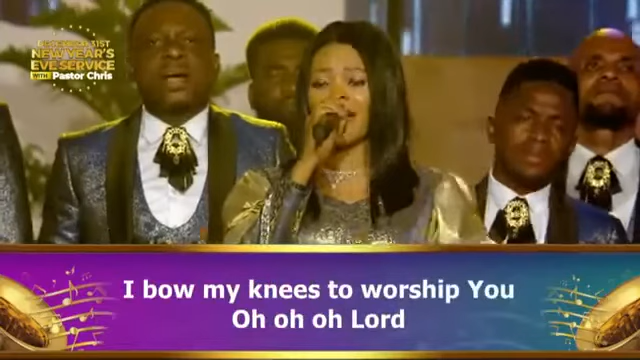 NEW YEAR'S
EVE SERVICE
WITH Pastor Chris
I bow my knees to worship You
Oh oh oh Lord